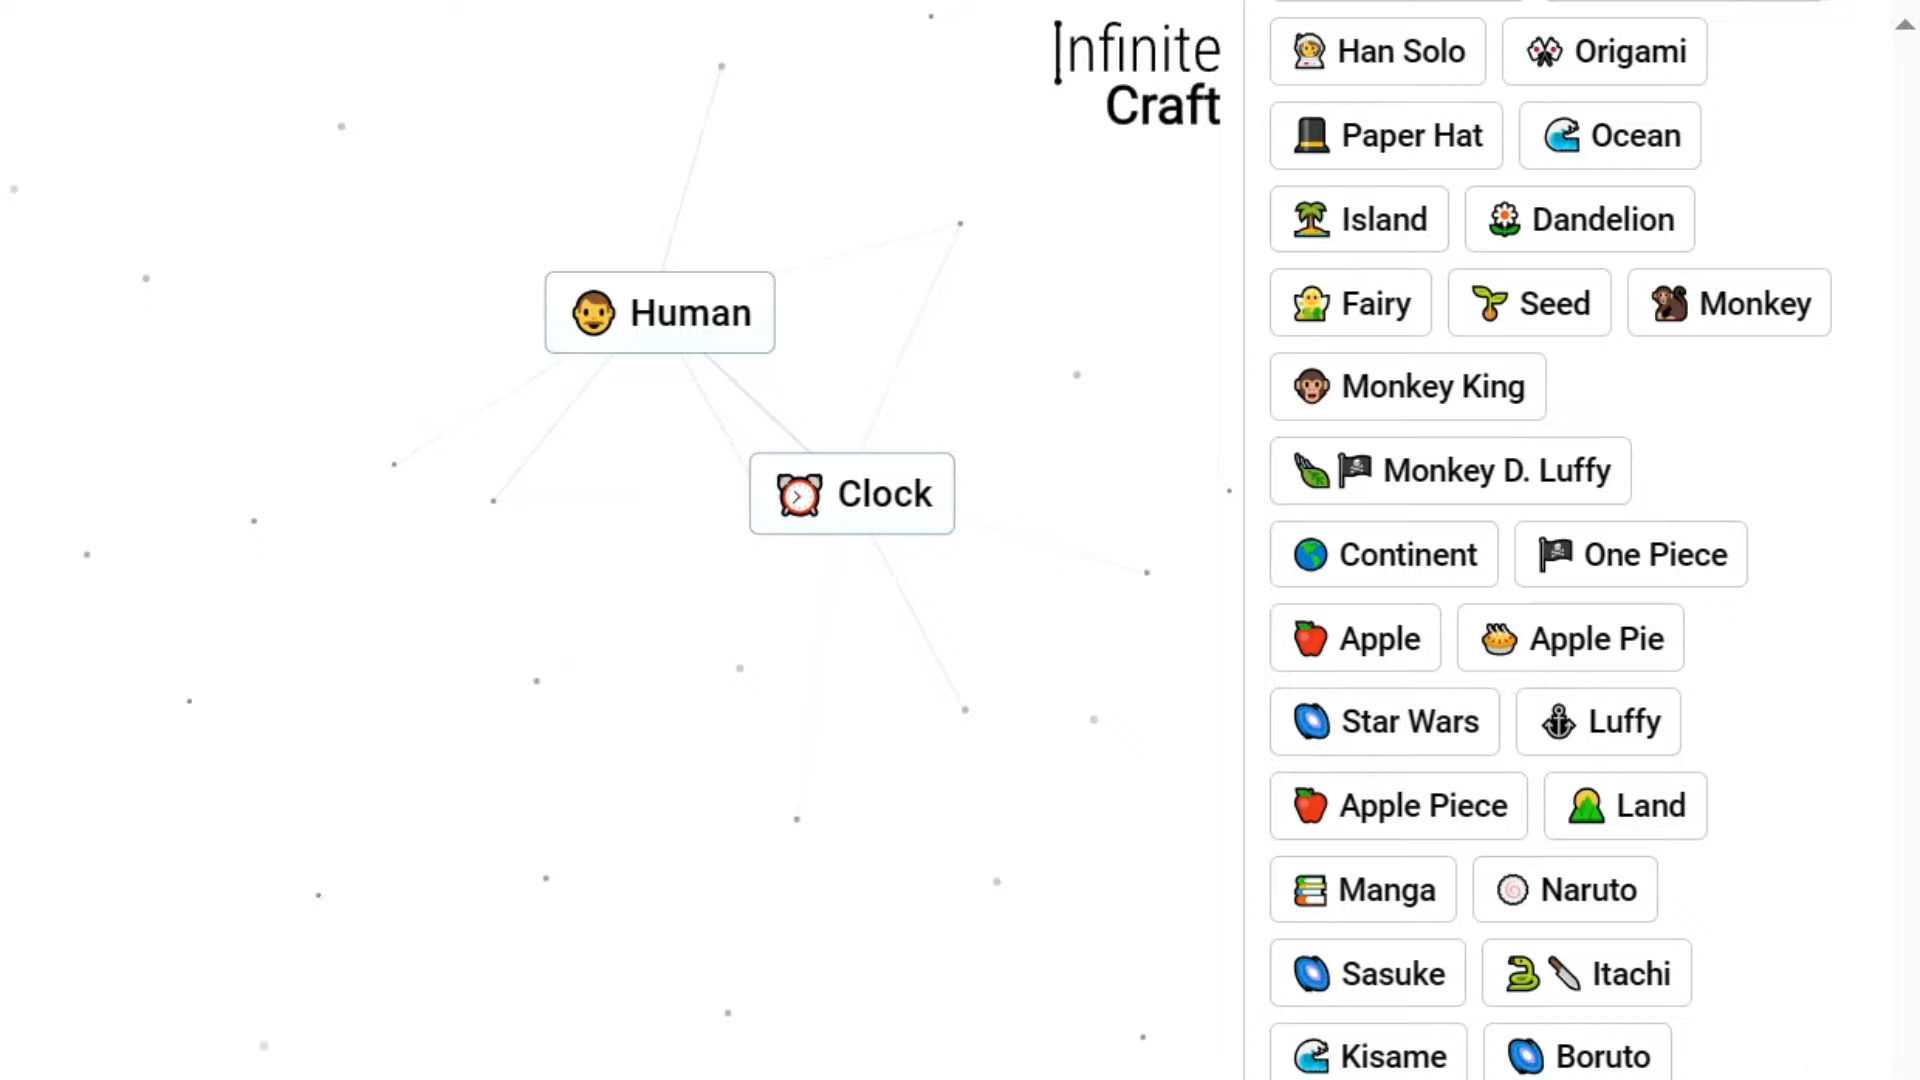 Infinite
Craft
Human
Clock
Han Solo Origami
Paper Hat Ocean
Island Dandelion
Fairy Seed Monkey
Monkey King
Monkey D. Luffy
Continent One Piece
Apple Apple Pie
Star Wars Luffy
Apple Piece Land
Manga Naruto
Sasuke Itachi
Kisame Boruto